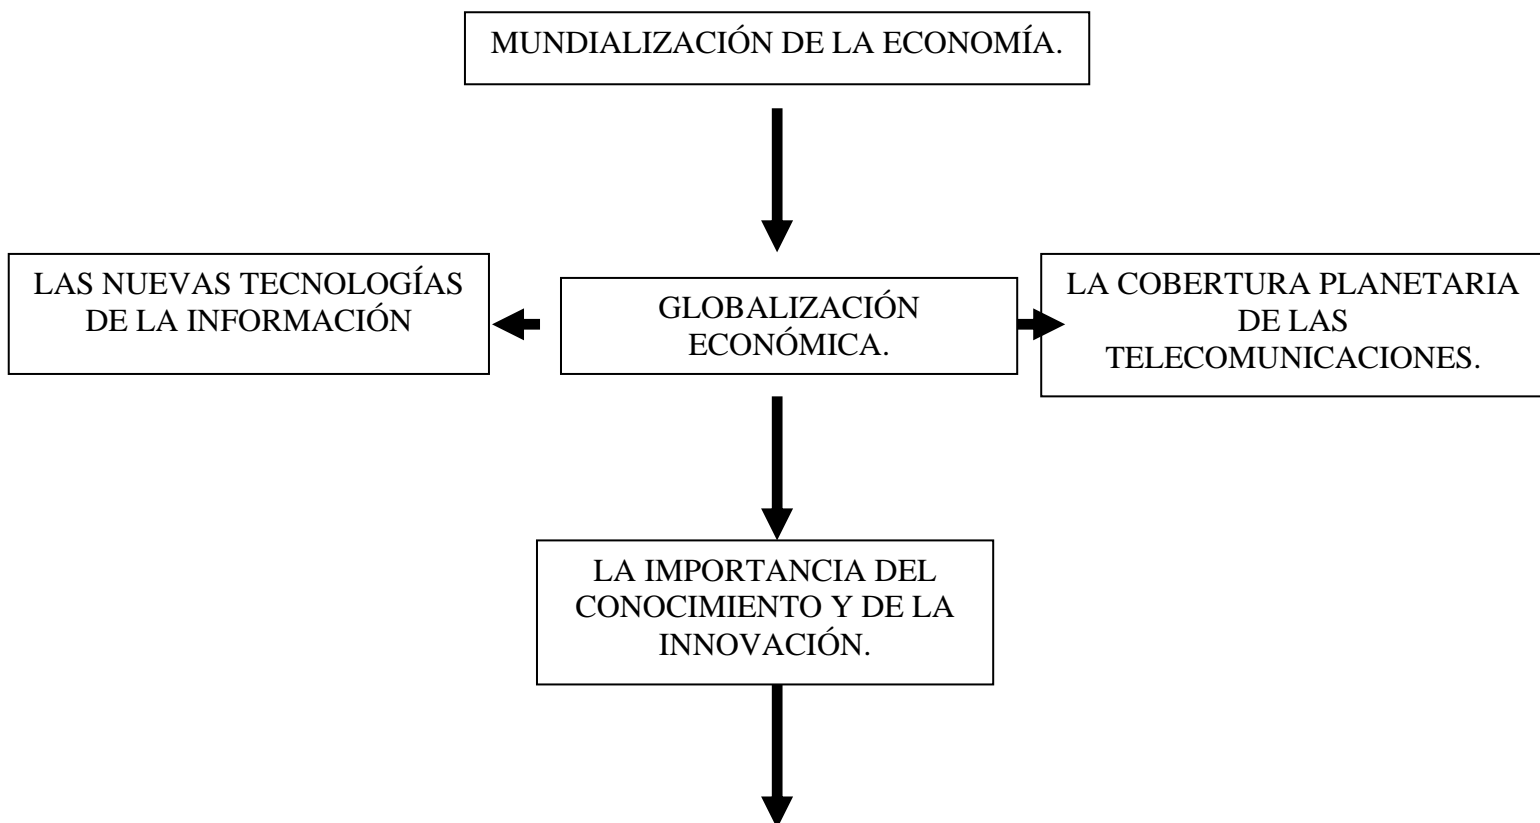 MUNDIALIZACIÓN DE LA ECONOMÍA.
LAS NUEVAS TECNOLOGÍAS
DE LA INFORMACIÓN
GLOBALIZACIÓN
ECONÓMICA.
LA COBERTURA PLANETARIA
DE LAS
TELECOMUNICACIONES.
LA IMPORTANCIA DEL
CONOCIMIENTO Y DE LA
INNOVACIÓN.